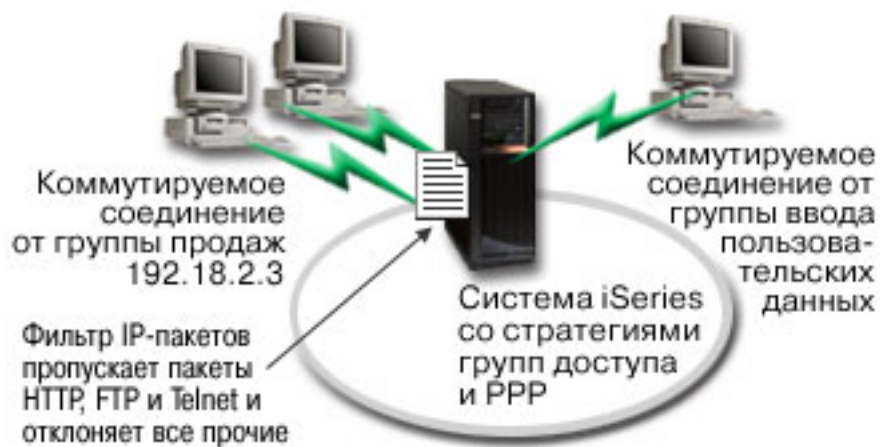 Коммутируемое
соединение
от группы продаж
192.18.2.3
Фильтр IP-пакетов
пропускает пакеты
HTTP, FTP и Telnet и
отклоняет все прочие
Система iSeries
со стратегиями
групп доступа
и PPP
Коммутируемое
соединение от
группы ввода
пользова-
тельских
данных